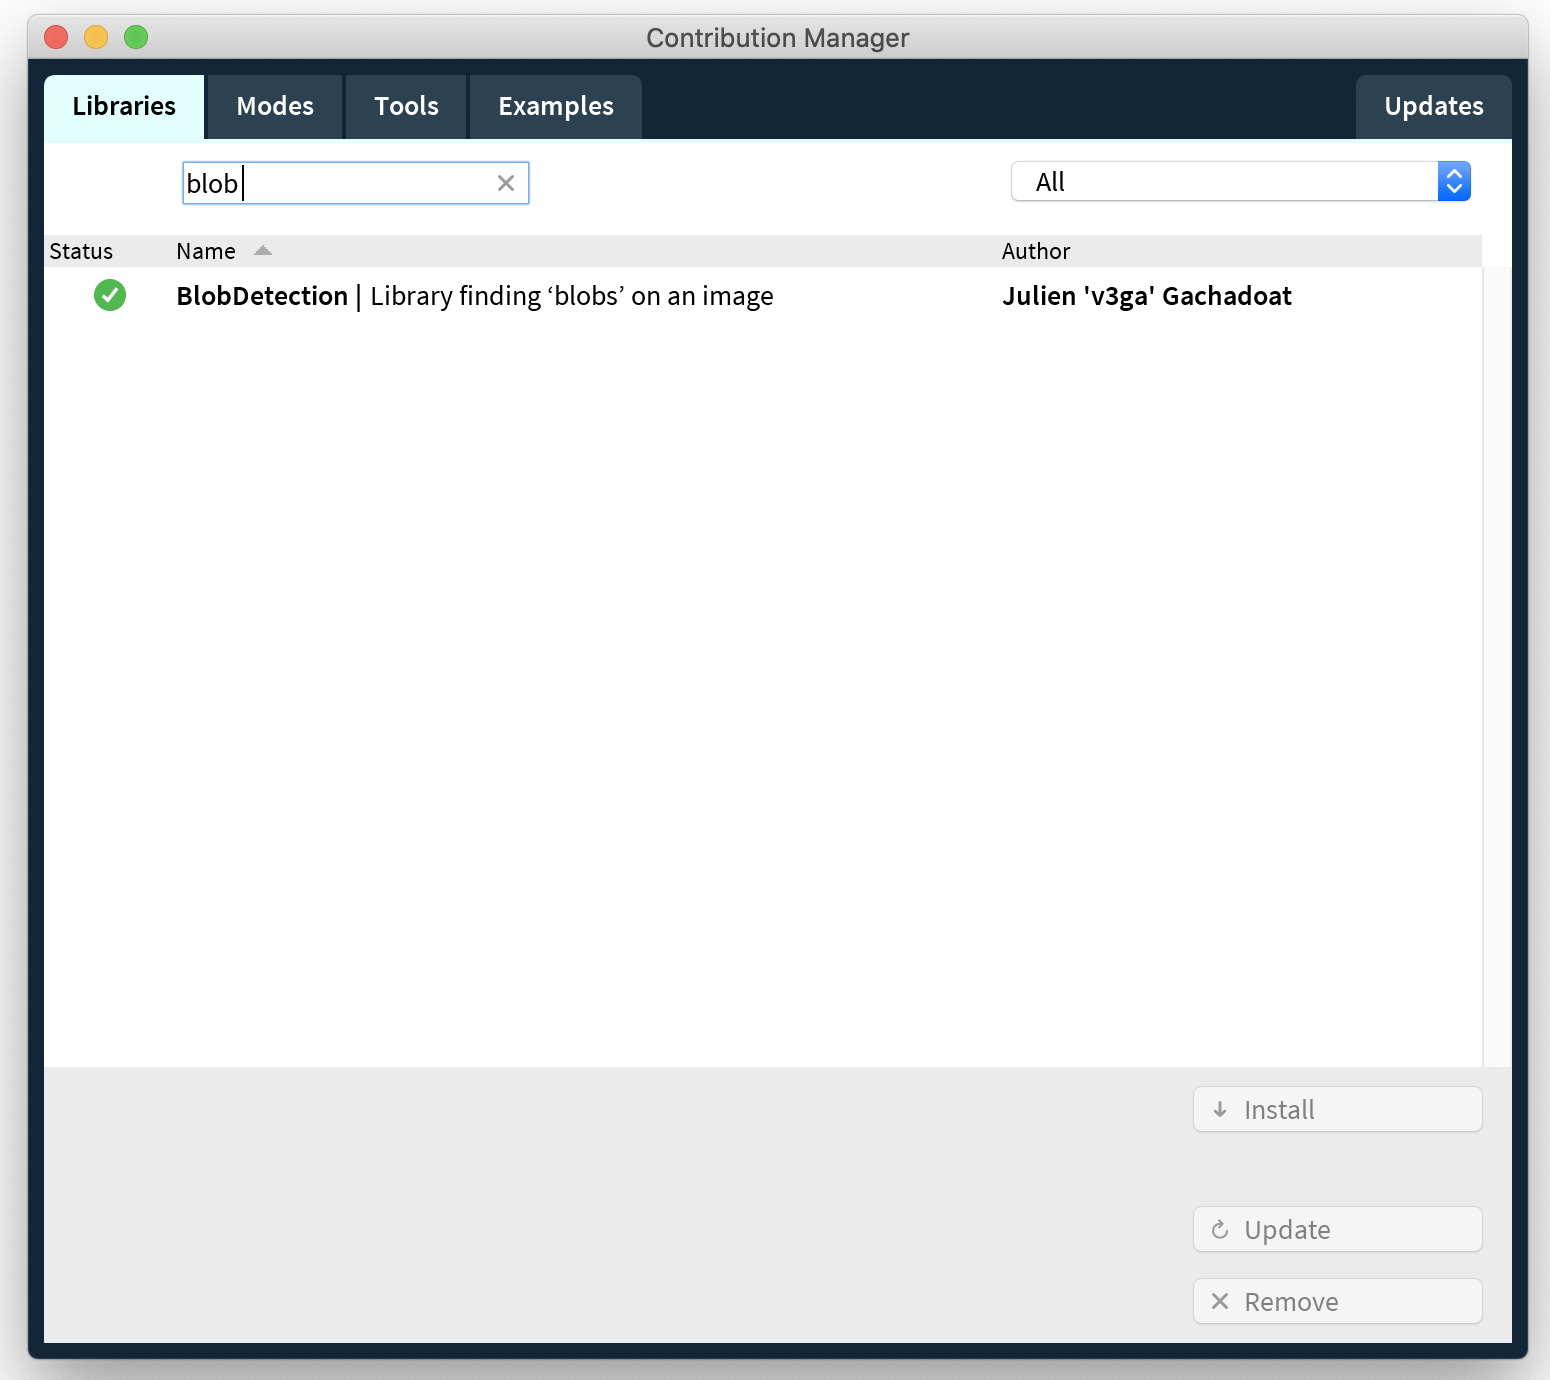 Contribution Manager
Libraries Modes Tools Examples Updates
blob All
Status Name Author
BlobDetection | Library finding ‘blobs’ on an image Julien 'v3ga' Gachadoat
Install
Update
Remove